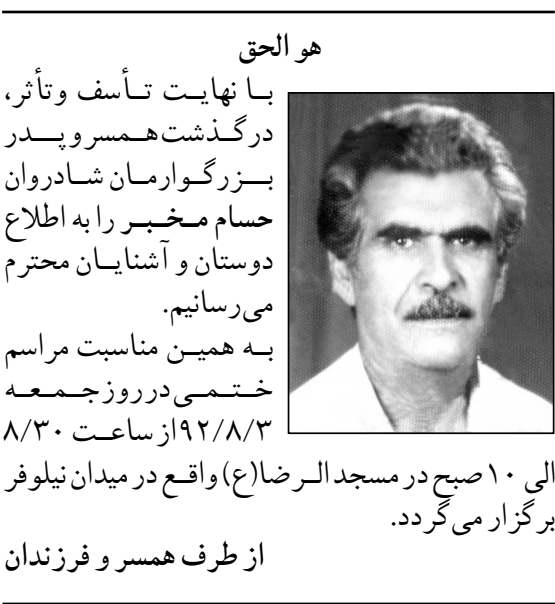 هو الحق
با نهایت تأسف وتأثر،
درگذشت همسر و پدر
بزرگوارمان شادروان
حسام مخبر را به اطلاع
دوستان و آشنایان محترم
می‌رسانیم.
به همین مناسبت مراسم
ختمی در روز جمعه
۹۲/۸/۳ از ساعت ۸/۳۰
الی ۱۰ صبح در مسجد الرضا(ع) واقع در میدان نیلوفر
برگزار می‌گردد.
از طرف همسر و فرزندان